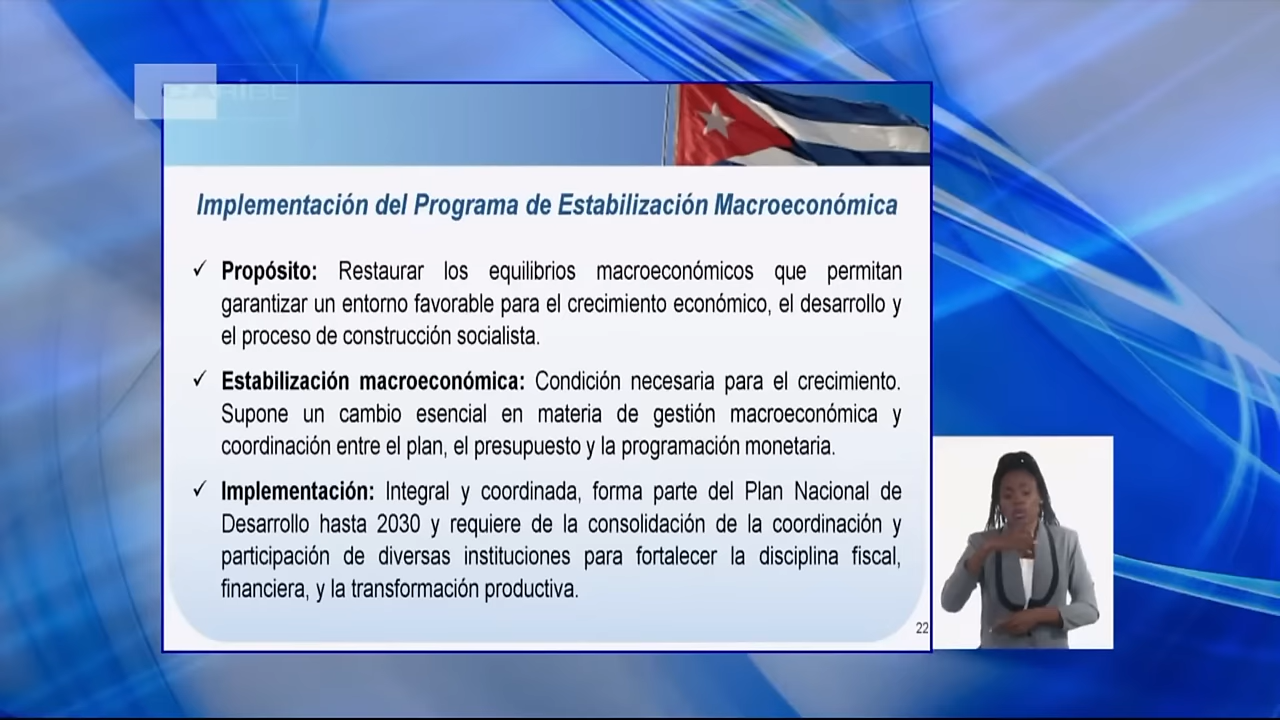 CARIBE
Implementación del Programa de Estabilización Macroeconómica
✓ Propósito: Restaurar los equilibrios macroeconómicos que permitan
garantizar un entorno favorable para el crecimiento económico, el desarrollo y
el proceso de construcción socialista.
✓ Estabilización macroeconómica: Condición necesaria para el crecimiento.
Supone un cambio esencial en materia de gestión macroeconómica y
coordinación entre el plan, el presupuesto y la programación monetaria.
✓ Implementación: Integral y coordinada, forma parte del Plan Nacional de
Desarrollo hasta 2030 y requiere de la consolidación de la coordinación y
participación de diversas instituciones para fortalecer la disciplina fiscal,
financiera, y la transformación productiva.
22